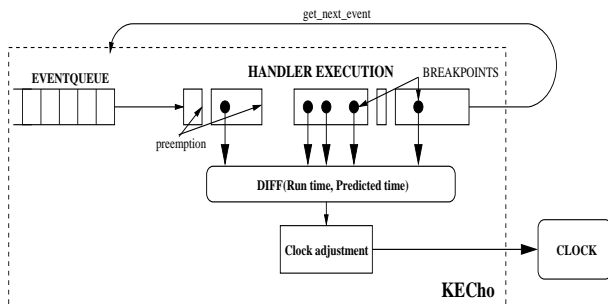 get_next_event
EVENTQUEUE
HANDLER EXECUTION
BREAKPOINTS
preemption
DIFF(Run time, Predicted time)
Clock adjustment
CLOCK
KECho